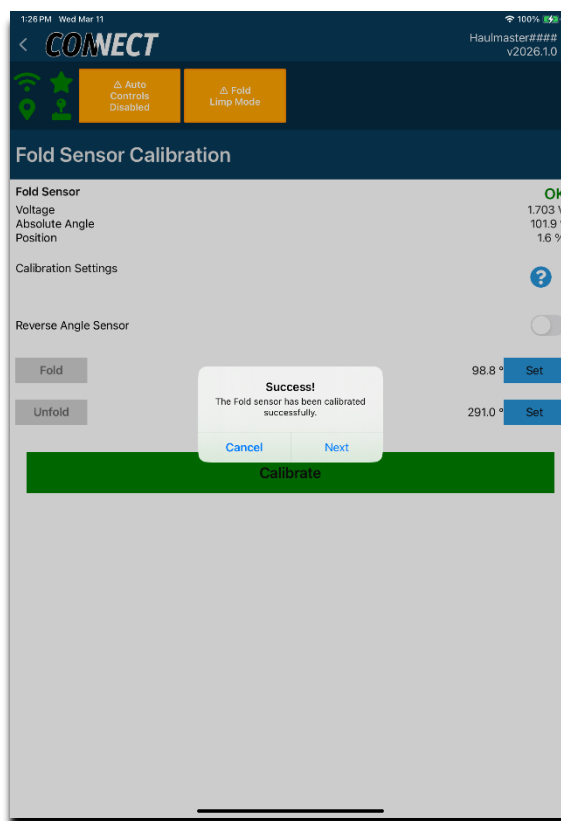 1:26 PM Wed Mar 11
100%
CONNECT
Haulmaster####
v2026.1.0
⚠ Auto
Controls
Disabled
⚠ Fold
Limp Mode
Fold Sensor Calibration
Fold Sensor OK
Voltage 1.703 V
Absolute Angle 101.9 °
Position 1.6 %
Calibration Settings ?
Reverse Angle Sensor
Fold 98.8 ° Set
Success!
The Fold sensor has been calibrated
successfully.
Unfold 291.0 ° Set
Cancel Next
Calibrate